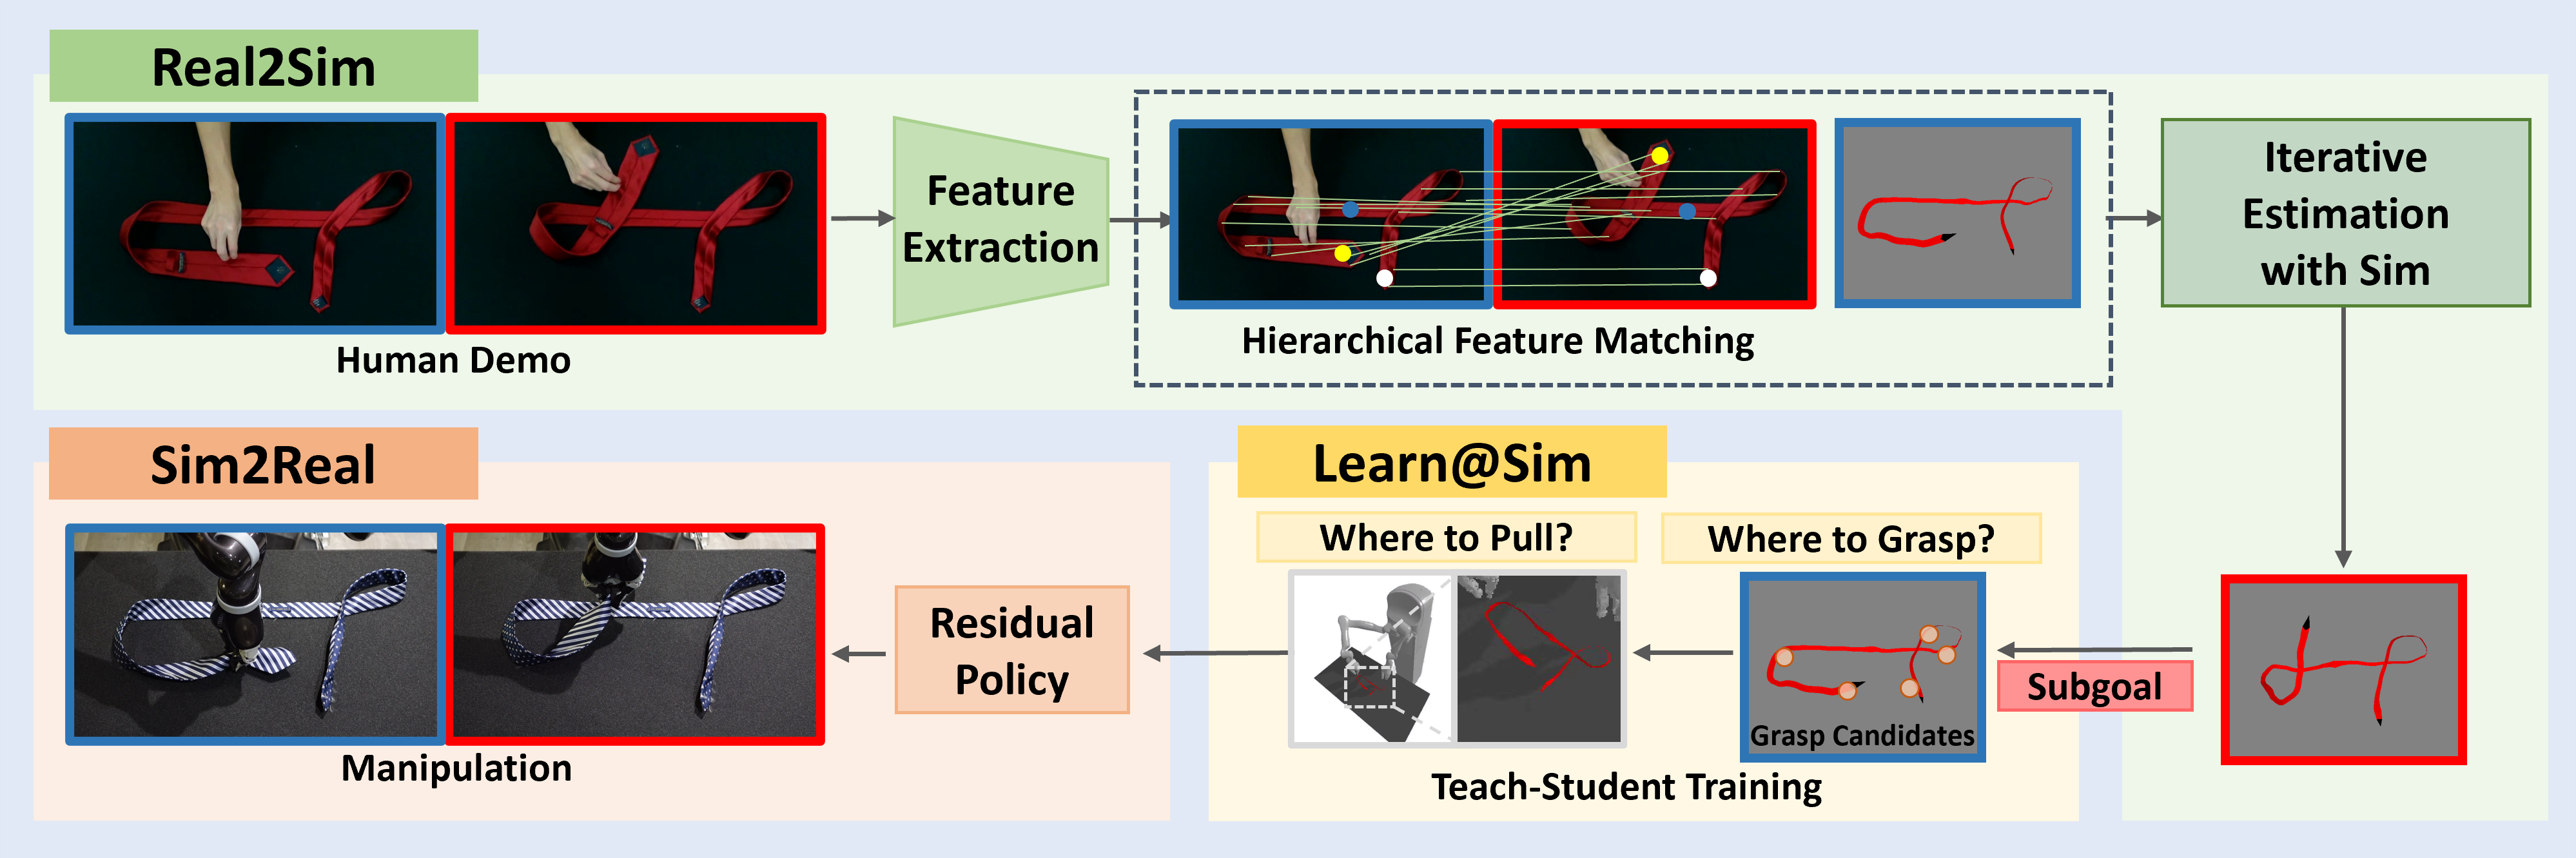 Real2Sim
Human Demo
Feature
Extraction
Hierarchical Feature Matching
Iterative
Estimation
with Sim
Sim2Real
Manipulation
Residual
Policy
Learn@Sim
Where to Pull?
Where to Grasp?
Grasp Candidates
Teach-Student Training
Subgoal